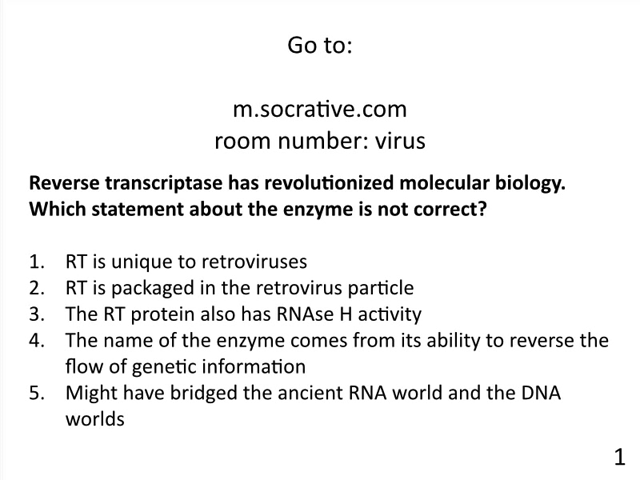 Go to:
m.socrative.com
room number: virus
Reverse transcriptase has revolutionized molecular biology.
Which statement about the enzyme is not correct?
1. RT is unique to retroviruses
2. RT is packaged in the retrovirus particle
3. The RT protein also has RNAse H activity
4. The name of the enzyme comes from its ability to reverse the
flow of genetic information
5. Might have bridged the ancient RNA world and the DNA
worlds
1